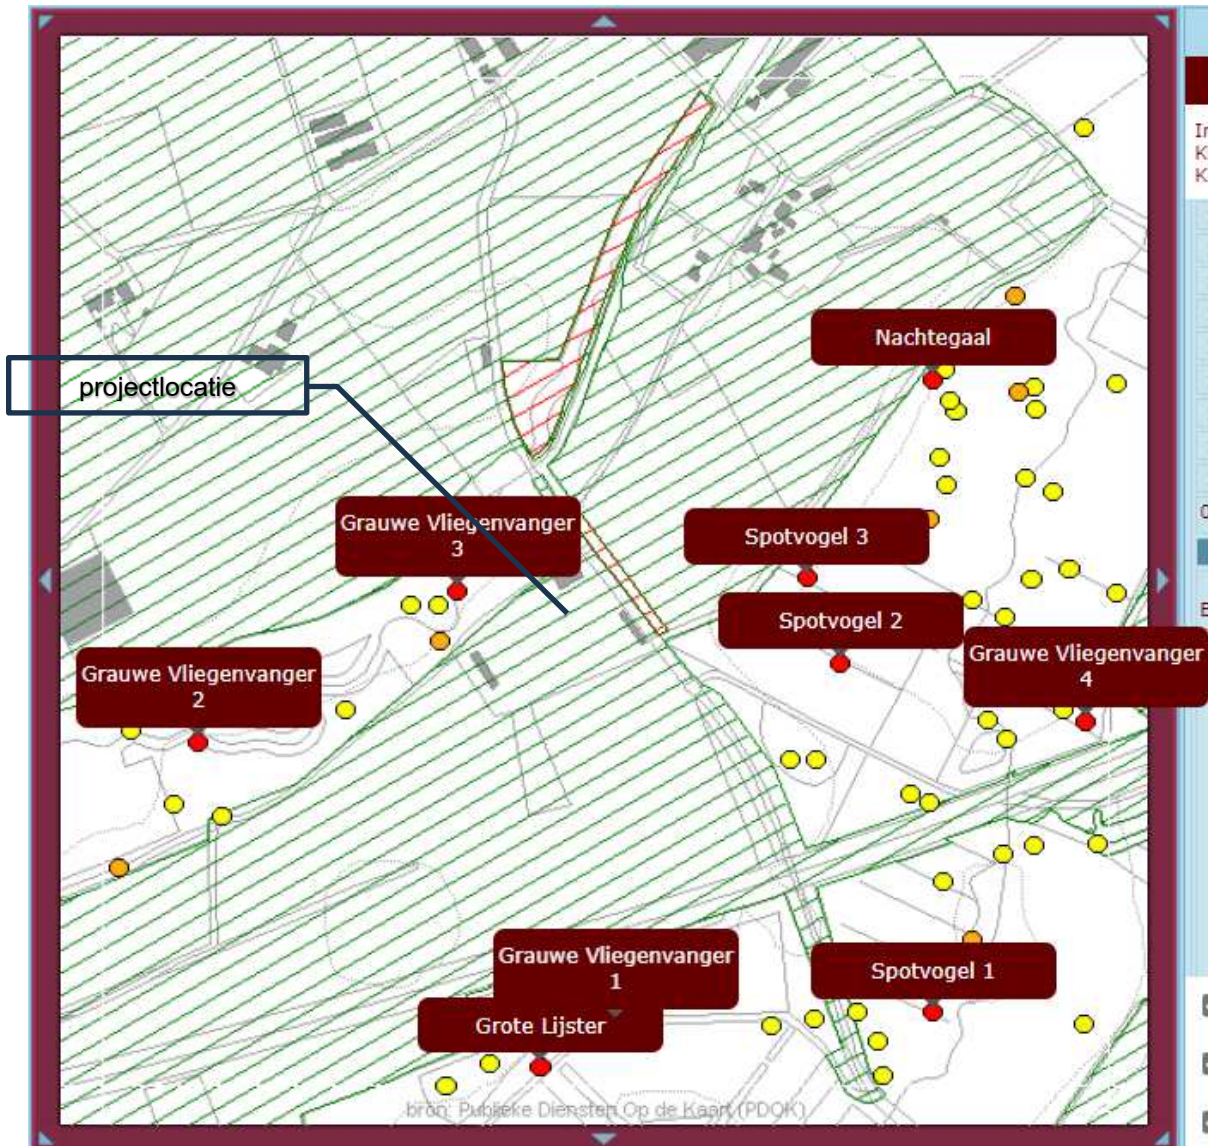 Nachtegaal
projectlocatie
Grauwe Vliegenvanger
3
Spotvogel 3
Spotvogel 2
Grauwe Vliegenvanger
4
Grauwe Vliegenvanger
2
Grauwe Vliegenvanger
1
Spotvogel 1
Grote Lijster
bron: Publieke Diensten Op de Kaart (PDOK)